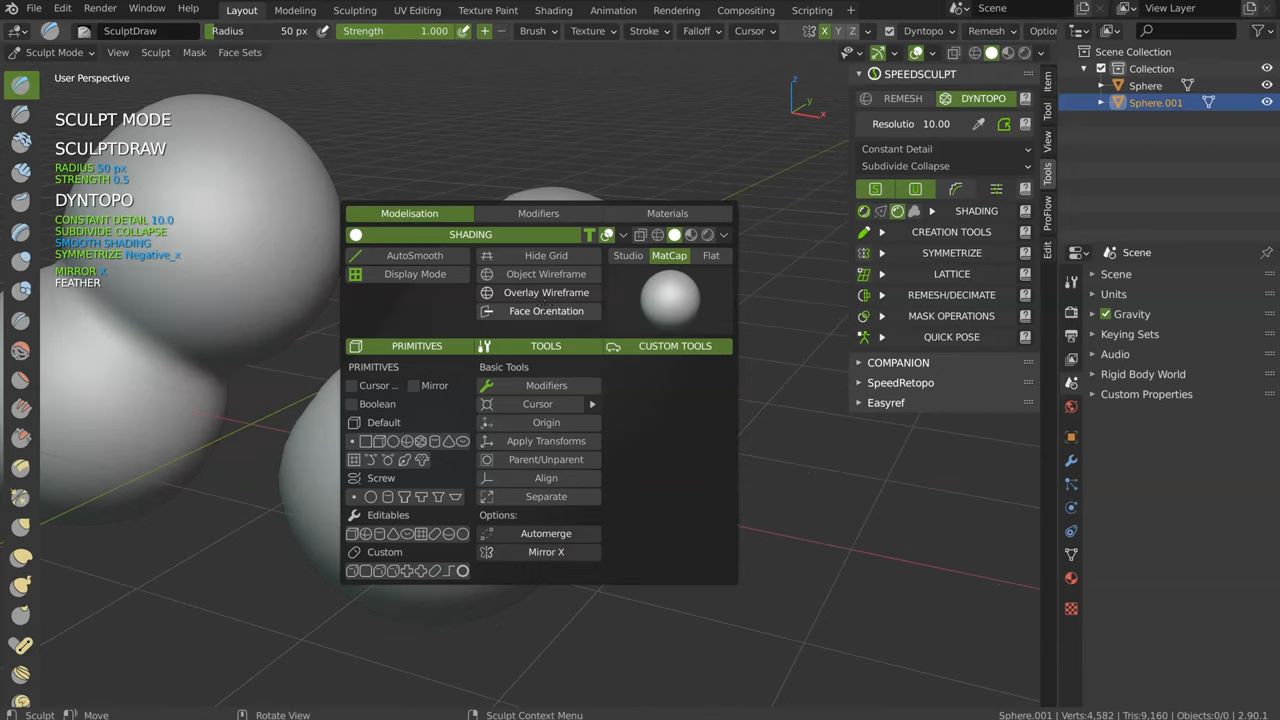 File Edit Render Window Help Layout Modeling Sculpting UV Editing Texture Paint Shading Animation Rendering Compositing Scripting Scene View Layer
SculptDraw Radius 50 px Strength 1.000 Brush Texture Stroke Falloff Cursor X Y Z Dyntopo Remesh Optior
Sculpt Mode View Sculpt Mask Face Sets
User Perspective
SCULPT MODE
SCULPTDRAW
RADIUS 50 px
STRENGTH 0.5
DYNTOPO
CONSTANT DETAIL 10.0
SUBDIVIDE COLLAPSE
SMOOTH SHADING
SYMMETRIZE Negative_x
MIRROR X
FEATHER
z
y
x
Modelisation Modifiers Materials
SHADING
AutoSmooth Hide Grid Studio MatCap Flat
Display Mode Object Wireframe
Overlay Wireframe
Face Or.entation
PRIMITIVES TOOLS CUSTOM TOOLS
PRIMITIVES Basic Tools
Cursor ... Mirror Modifiers
Boolean Cursor
Default Origin
Apply Transforms
Parent/Unparent
Screw Align
Separate
Editables Options:
Automerge
Custom Mirror X
SPEEDSCULPT
REMESH DYNTOPO
Resolutio 10.00
Constant Detail
Subdivide Collapse
S U
SHADING
CREATION TOOLS
SYMMETRIZE
LATTICE
REMESH/DECIMATE
MASK OPERATIONS
QUICK POSE
COMPANION
SpeedRetopo
Easyref
Item
Tool
View
Tools
ProFlow
Edit
Scene Collection
Collection
Sphere
Sphere.001
Scene
Scene
Units
Gravity
Keying Sets
Audio
Rigid Body World
Custom Properties
Sculpt Move Rotate View Sculpt Context Menu Sphere.001 | Verts:4,582 | Tris:9,160 | Objects:0/0 | 2.90.1